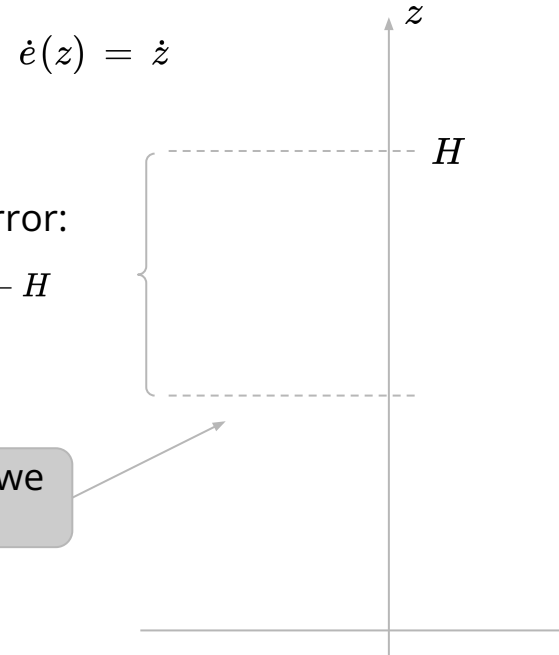 z
ė(z) = ż
H
rror:
– H
we